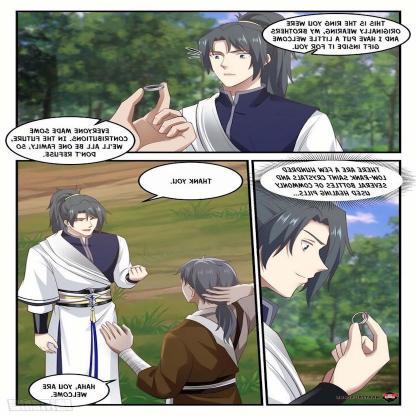 THIS IS THE RING YOU WERE
ORIGINALLY WEARING, MY BROTHERS
AND I HAVE PUT A LITTLE WELCOME
GIFT INSIDE IT FOR YOU.
EVERYONE MADE SOME
CONTRIBUTIONS. IN THE FUTURE,
WE'LL ALL BE ONE BIG FAMILY, SO
DON'T REFUSE.
THERE ARE A FEW HUNDRED
LOW-RANK SAINT CRYSTALS AND
SEVERAL BOTTLES OF COMMONLY
USED HEALING PILLS...
THANK YOU.
HAHA, YOU ARE
WELCOME.